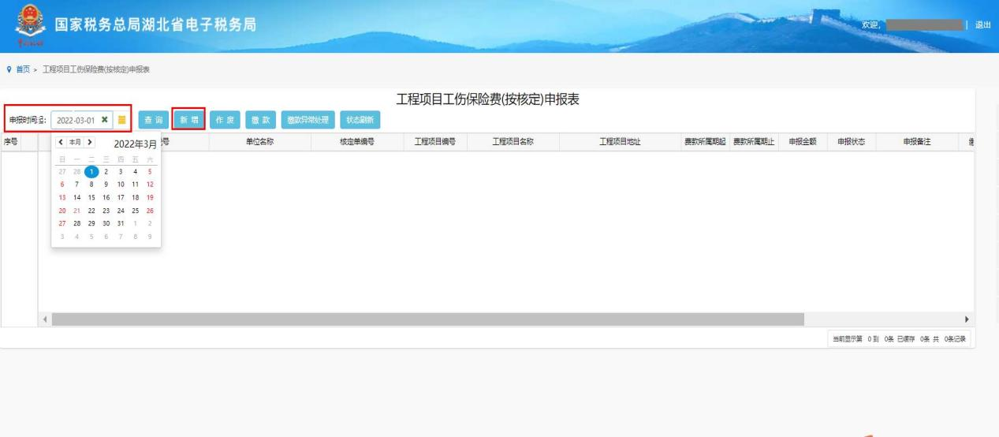 国家税务总局湖北省电子税务局
欢迎, | 退出
首页 > 工程项目工伤保险费(按核定)申报表
工程项目工伤保险费(按核定)申报表
申报时间起: 2022-03-01 查 询 新 增 作 废 缴 款 缴款异常处理 状态刷新
序号 号 单位名称 核定单编号 工程项目编号 工程项目名称 工程项目地址 费款所属期起 费款所属期止 申报金额 申报状态 申报备注
本月 2022年3月
日 一 二 三 四 五 六
27 28 1 2 3 4 5
6 7 8 9 10 11 12
13 14 15 16 17 18 19
20 21 22 23 24 25 26
27 28 29 30 31 1 2
3 4 5 6 7 8 9
当前显示第 0 到 0条 已缓存 0条 共 0条记录